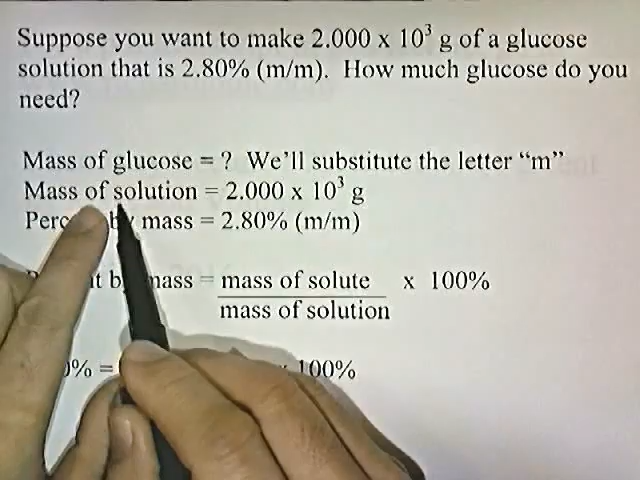 Suppose you want to make 2.000 x 10³ g of a glucose
solution that is 2.80% (m/m). How much glucose do you
need?
Mass of glucose = ? We'll substitute the letter “m”
Mass of solution = 2.000 x 10³ g
mass = 2.80% (m/m)
mass = mass of solute x 100%
mass of solution
% = 100%